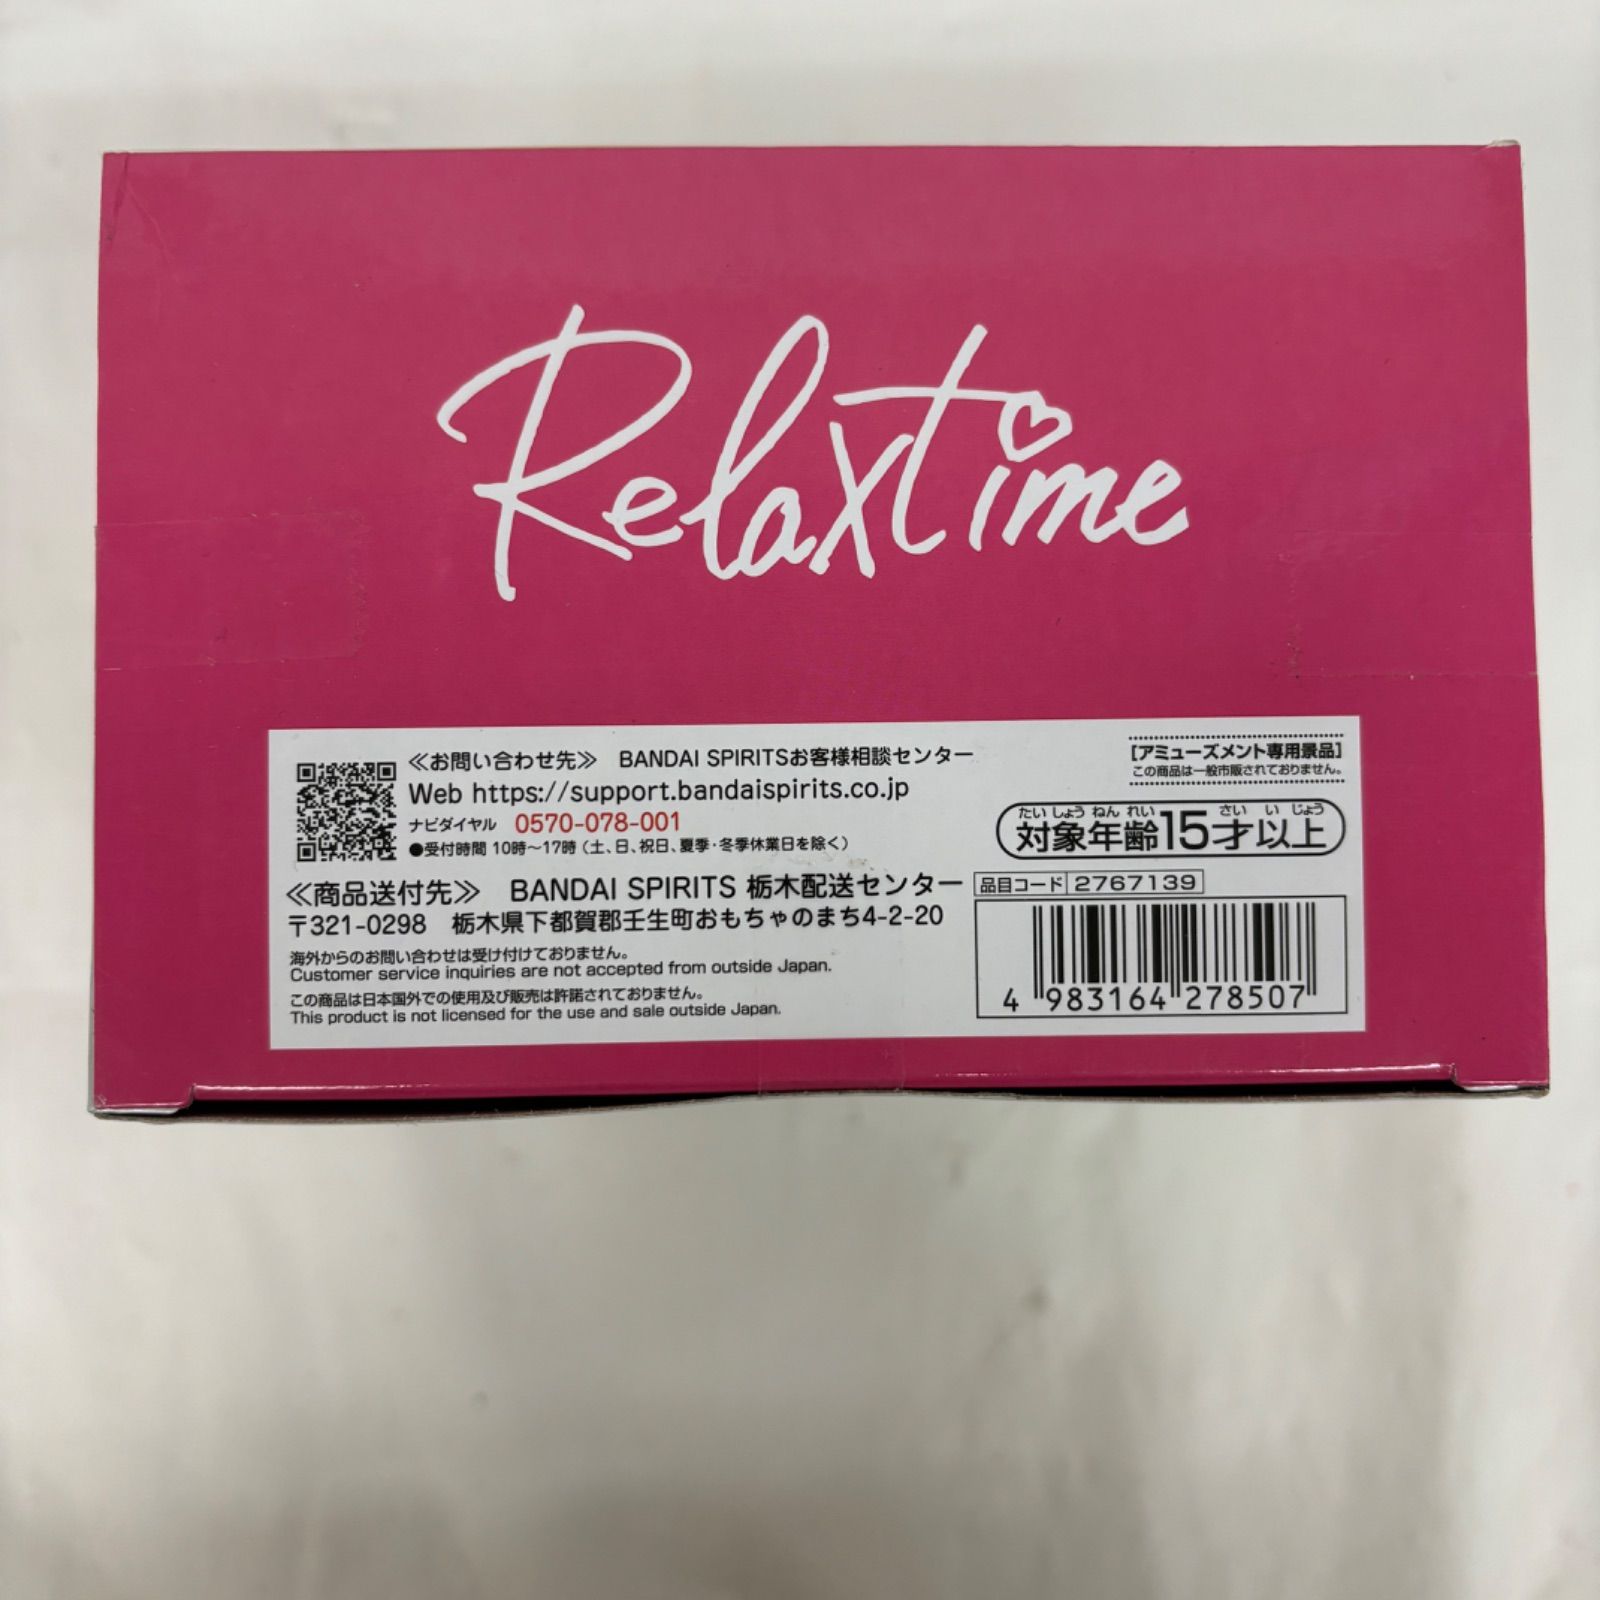 Relaxtime
≪お問い合わせ先≫ BANDAI SPIRITSお客様相談センター
Web https://support.bandaispirits.co.jp
ナビダイヤル 0570-078-001
●受付時間 10時～17時（土、日、祝日、夏季・冬季休業日を除く）
≪商品送付先≫ BANDAI SPIRITS 栃木配送センター
〒321-0298 栃木県下都賀郡壬生町おもちゃのまち4-2-20
海外からのお問い合わせは受け付けておりません。
Customer service inquiries are not accepted from outside Japan.
この商品は日本国外での使用及び販売は許諾されておりません。
This product is not licensed for the use and sale outside Japan.
[アミューズメント専用景品]
この商品は一般市販されておりません。
たいしょうねんれい さいいじょう
対象年齢15才以上
品目コード 2767139
4 983164 278507